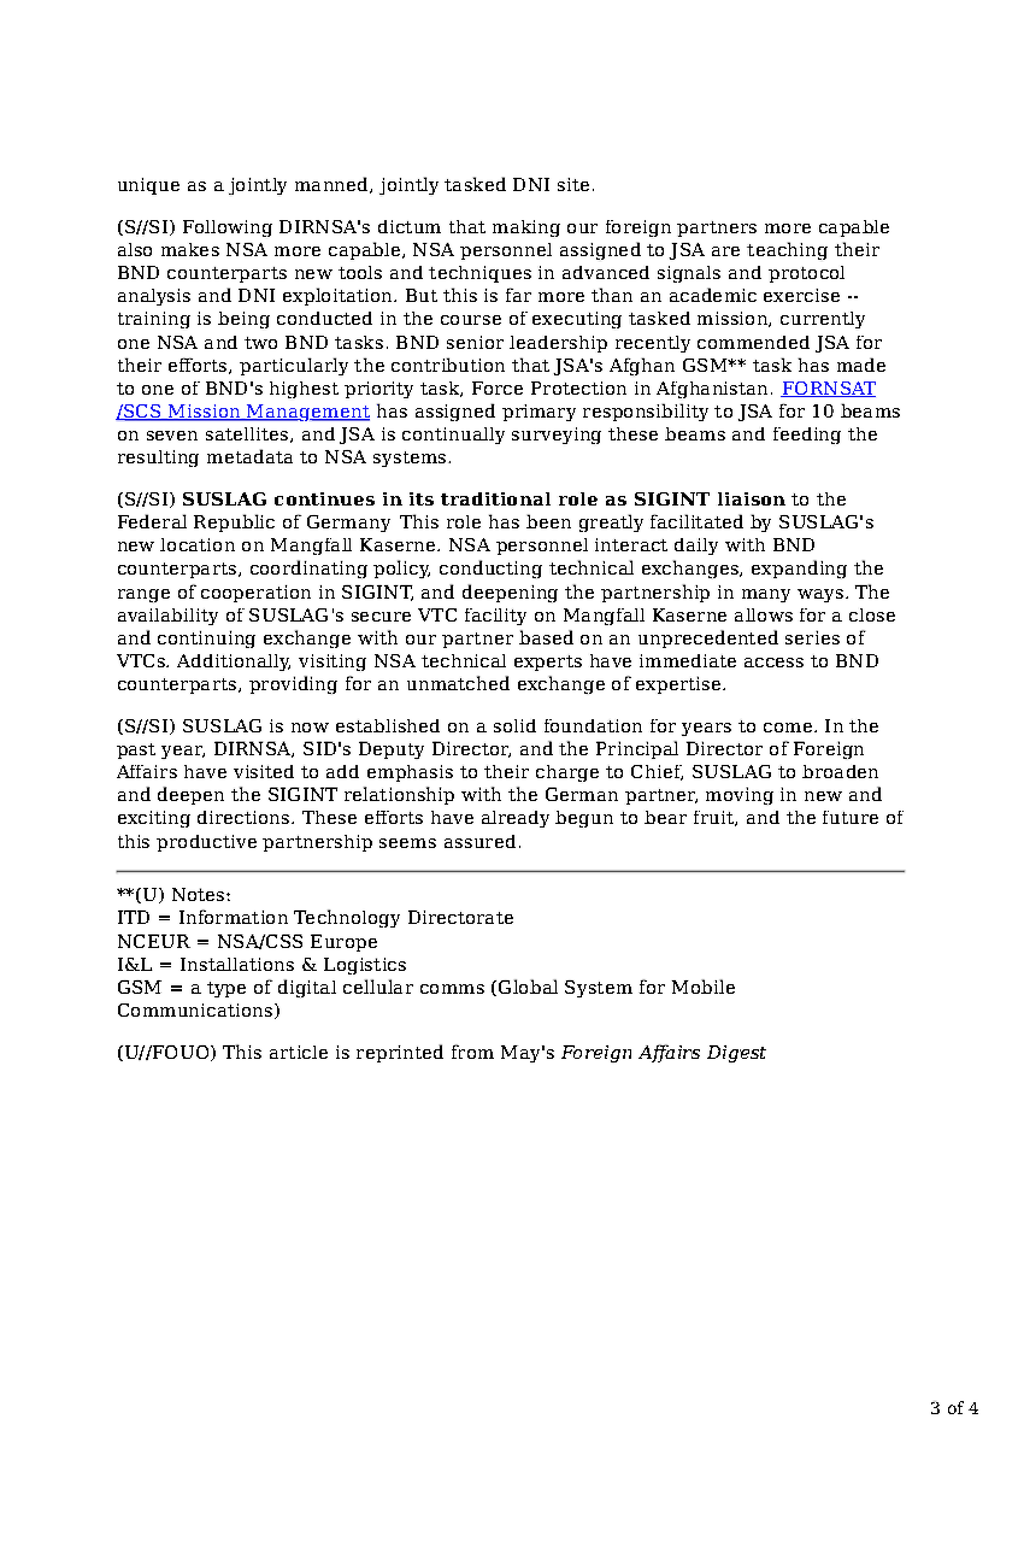 unique as a jointly manned, jointly tasked DNI site.
(S//SI) Following DIRNSA's dictum that making our foreign partners more capable
also makes NSA more capable, NSA personnel assigned to JSA are teaching their
BND counterparts new tools and techniques in advanced signals and protocol
analysis and DNI exploitation. But this is far more than an academic exercise --
training is being conducted in the course of executing tasked mission, currently
one NSA and two BND tasks. BND senior leadership recently commended JSA for
their efforts, particularly the contribution that JSA's Afghan GSM** task has made
to one of BND's highest priority task, Force Protection in Afghanistan. FORNSAT
/SCS Mission Management has assigned primary responsibility to JSA for 10 beams
on seven satellites, and JSA is continually surveying these beams and feeding the
resulting metadata to NSA systems.
(S//SI) SUSLAG continues in its traditional role as SIGINT liaison to the
Federal Republic of Germany This role has been greatly facilitated by SUSLAG's
new location on Mangfall Kaserne. NSA personnel interact daily with BND
counterparts, coordinating policy, conducting technical exchanges, expanding the
range of cooperation in SIGINT, and deepening the partnership in many ways. The
availability of SUSLAG's secure VTC facility on Mangfall Kaserne allows for a close
and continuing exchange with our partner based on an unprecedented series of
VTCs. Additionally, visiting NSA technical experts have immediate access to BND
counterparts, providing for an unmatched exchange of expertise.
(S//SI) SUSLAG is now established on a solid foundation for years to come. In the
past year, DIRNSA, SID's Deputy Director, and the Principal Director of Foreign
Affairs have visited to add emphasis to their charge to Chief, SUSLAG to broaden
and deepen the SIGINT relationship with the German partner, moving in new and
exciting directions. These efforts have already begun to bear fruit, and the future of
this productive partnership seems assured.
**(U) Notes:
ITD = Information Technology Directorate
NCEUR = NSA/CSS Europe
I&L = Installations & Logistics
GSM = a type of digital cellular comms (Global System for Mobile
Communications)
(U//FOUO) This article is reprinted from May's Foreign Affairs Digest
3 of 4